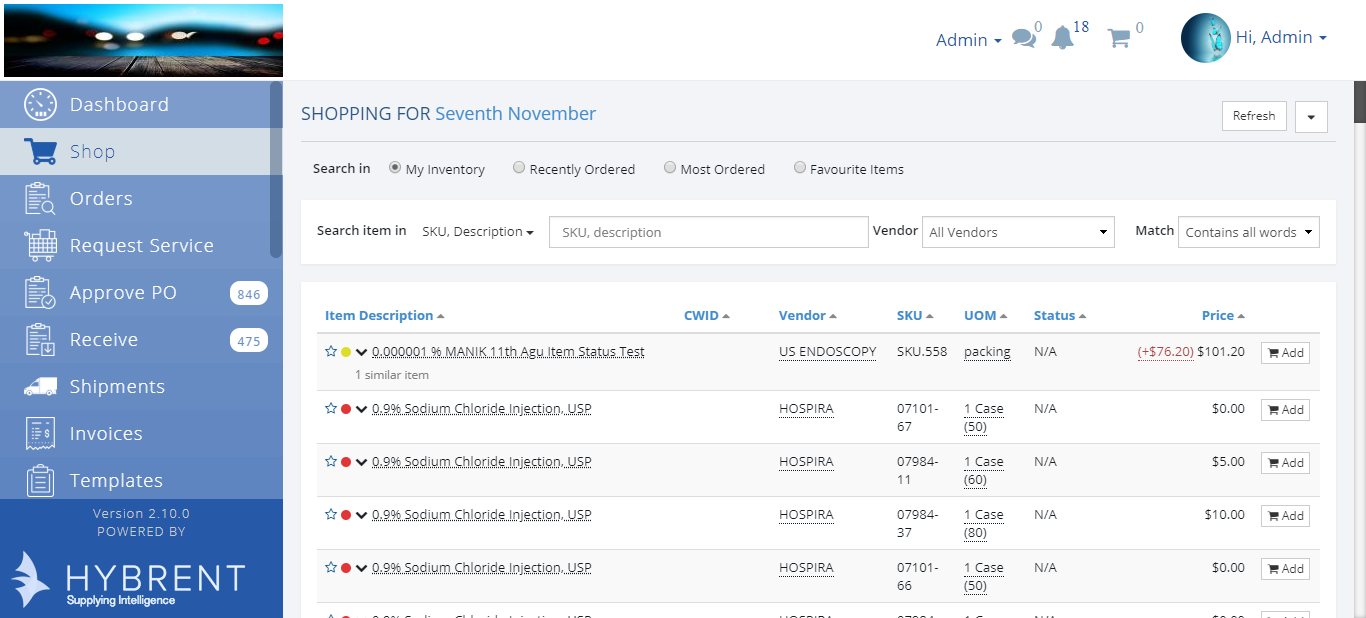 Admin 0 18 0 Hi, Admin
Dashboard
Shop
Orders
Request Service
Approve PO 846
Receive 475
Shipments
Invoices
Templates
Version 2.10.0
POWERED BY
HYBRENT
Supplying Intelligence
SHOPPING FOR Seventh November Refresh
Search in My Inventory Recently Ordered Most Ordered Favourite Items
Search item in SKU, Description SKU, description Vendor All Vendors Match Contains all words
Item Description CWID Vendor SKU UOM Status Price
0.000001 % MANIK 11th Agu Item Status Test US ENDOSCOPY SKU.558 packing N/A (+$76.20) $101.20 Add
1 similar item
0.9% Sodium Chloride Injection, USP HOSPIRA 07101- 1 Case N/A $0.00 Add
67 (50)
0.9% Sodium Chloride Injection, USP HOSPIRA 07984- 1 Case N/A $5.00 Add
11 (60)
0.9% Sodium Chloride Injection, USP HOSPIRA 07984- 1 Case N/A $10.00 Add
37 (80)
0.9% Sodium Chloride Injection, USP HOSPIRA 07101- 1 Case N/A $0.00 Add
66 (50)